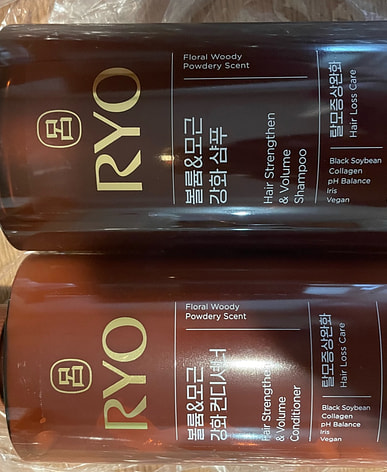 RYO
Floral Woody
Powdery Scent
볼륨&모근
강화 샴푸
Hair Strengthen
& Volume
Shampoo
탈모증상완화
Hair Loss Care
Black Soybean
Collagen
pH Balance
Iris
Vegan
RYO
Floral Woody
Powdery Scent
볼륨&모근
강화 컨디셔너
Hair Strengthen
& Volume
Conditioner
탈모증상완화
Hair Loss Care
Black Soybean
Collagen
pH Balance
Iris
Vegan